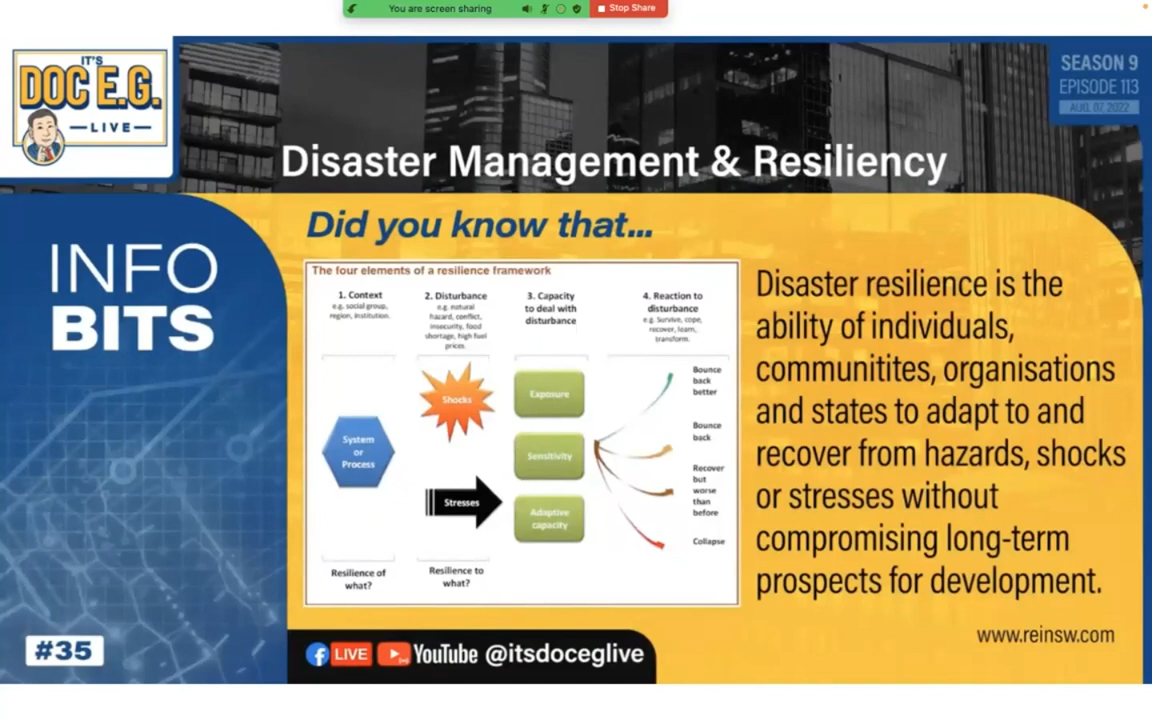 You are screen sharing
Stop Share
IT'S
DOC E.G.
LIVE
SEASON 9
EPISODE 113
AUG. 07, 2022
Disaster Management & Resiliency
INFO
BITS
#35
Did you know that...
The four elements of a resilience framework
1. Context
e.g. social group,
region, institution.
2. Disturbance
e.g. natural
hazard, conflict,
insecurity, food
shortage, high fuel
prices.
3. Capacity
to deal with
disturbance
4. Reaction to
disturbance
e.g. Survive, cope,
recover, learn,
transform.
System
or
Process
Shocks
Stresses
Exposure
Sensitivity
Adaptive
capacity
Bounce
back
better
Bounce
back
Recover
but
worse
than
before
Collapse
Resilience of
what?
Resilience to
what?
Disaster resilience is the
ability of individuals,
communitites, organisations
and states to adapt to and
recover from hazards, shocks
or stresses without
compromising long-term
prospects for development.
www.reinsw.com
LIVE YouTube @itsdoceglive